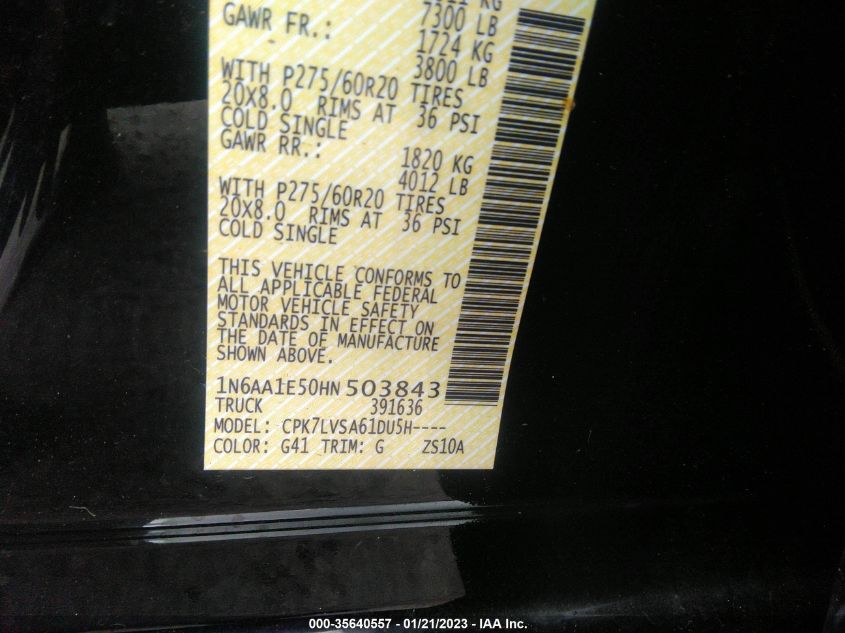 GAWR FR.: 7300 LB
1724 KG
3800 LB
WITH P275/60R20 TIRES
20X8.0 RIMS AT 36 PSI
COLD SINGLE
GAWR RR.: 1820 KG
4012 LB
WITH P275/60R20 TIRES
20X8.0 RIMS AT 36 PSI
COLD SINGLE
THIS VEHICLE CONFORMS TO
ALL APPLICABLE FEDERAL
MOTOR VEHICLE SAFETY
STANDARDS IN EFFECT ON
THE DATE OF MANUFACTURE
SHOWN ABOVE.
1N6AA1E50HN 503843
TRUCK 391636
MODEL: CPK7LVSA61DU5H----
COLOR: G41 TRIM: G ZS10A
000-35640557 - 01/21/2023 - IAA Inc.